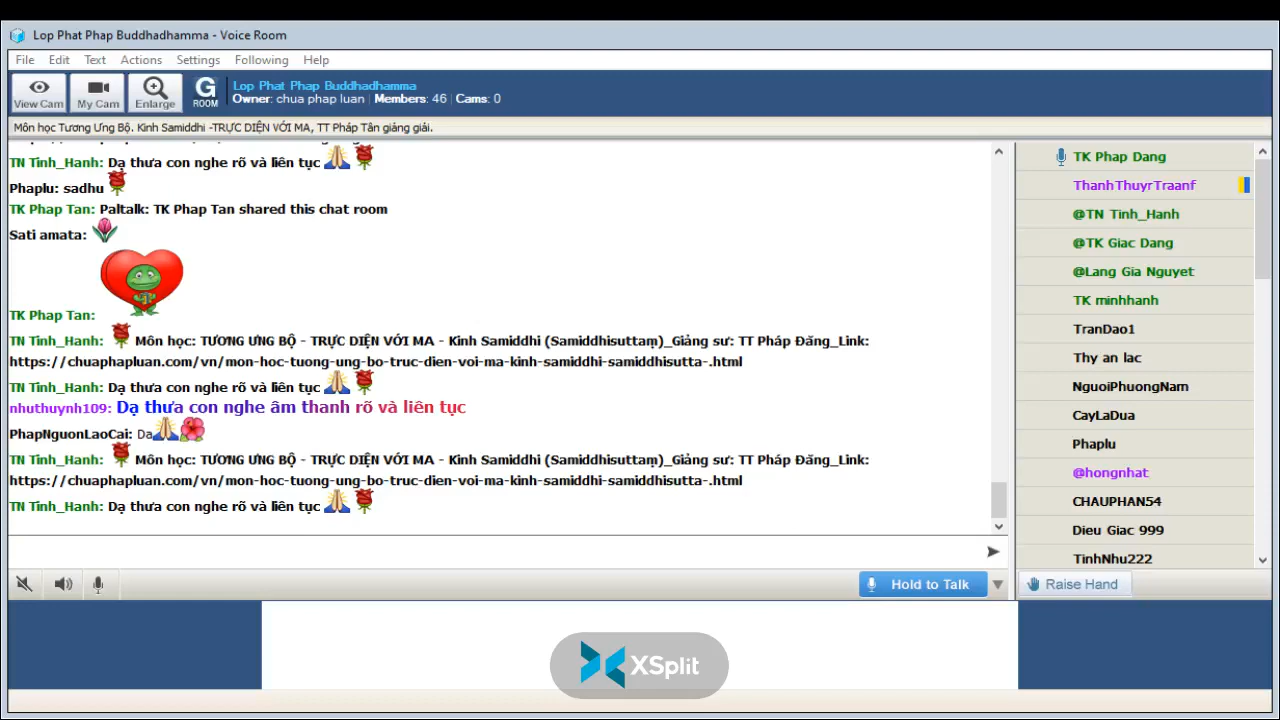 Lop Phat Phap Buddhadhamma - Voice Room
File Edit Text Actions Settings Following Help
View Cam My Cam Enlarge G ROOM
Lop Phat Phap Buddhadhamma
Owner: chua phap luan | Members: 46 | Cams: 0
Môn học Tương Ưng Bộ. Kinh Samiddhi -TRỰC DIỆN VỚI MA, TT Pháp Tân giảng giải.
TN Tinh_Hanh: Dạ thưa con nghe rõ và liên tục
Phaplu: sadhu
TK Phap Tan: Paltalk: TK Phap Tan shared this chat room
Sati amata:
TK Phap Tan:
TN Tinh_Hanh: Môn học: TƯƠNG ƯNG BỘ - TRỰC DIỆN VỚI MA - Kinh Samiddhi (Samiddhisuttaṃ)_Giảng sư: TT Pháp Đăng_Link:
https://chuaphapluan.com/vn/mon-hoc-tuong-ung-bo-truc-dien-voi-ma-kinh-samiddhi-samiddhisutta-.html
TN Tinh_Hanh: Dạ thưa con nghe rõ và liên tục
nhuthuynh109: Dạ thưa con nghe âm thanh rõ và liên tục
PhapNguonLaoCai: Da
TN Tinh_Hanh: Môn học: TƯƠNG ƯNG BỘ - TRỰC DIỆN VỚI MA - Kinh Samiddhi (Samiddhisuttaṃ)_Giảng sư: TT Pháp Đăng_Link:
https://chuaphapluan.com/vn/mon-hoc-tuong-ung-bo-truc-dien-voi-ma-kinh-samiddhi-samiddhisutta-.html
TN Tinh_Hanh: Dạ thưa con nghe rõ và liên tục
TK Phap Dang
ThanhThuyrTraanf
@TN Tinh_Hanh
@TK Giac Dang
@Lang Gia Nguyet
TK minhhanh
TranDao1
Thy an lac
NguoiPhuongNam
CayLaDua
Phaplu
@hongnhat
CHAUPHAN54
Dieu Giac 999
TinhNhu222
Hold to Talk
Raise Hand
XSplit